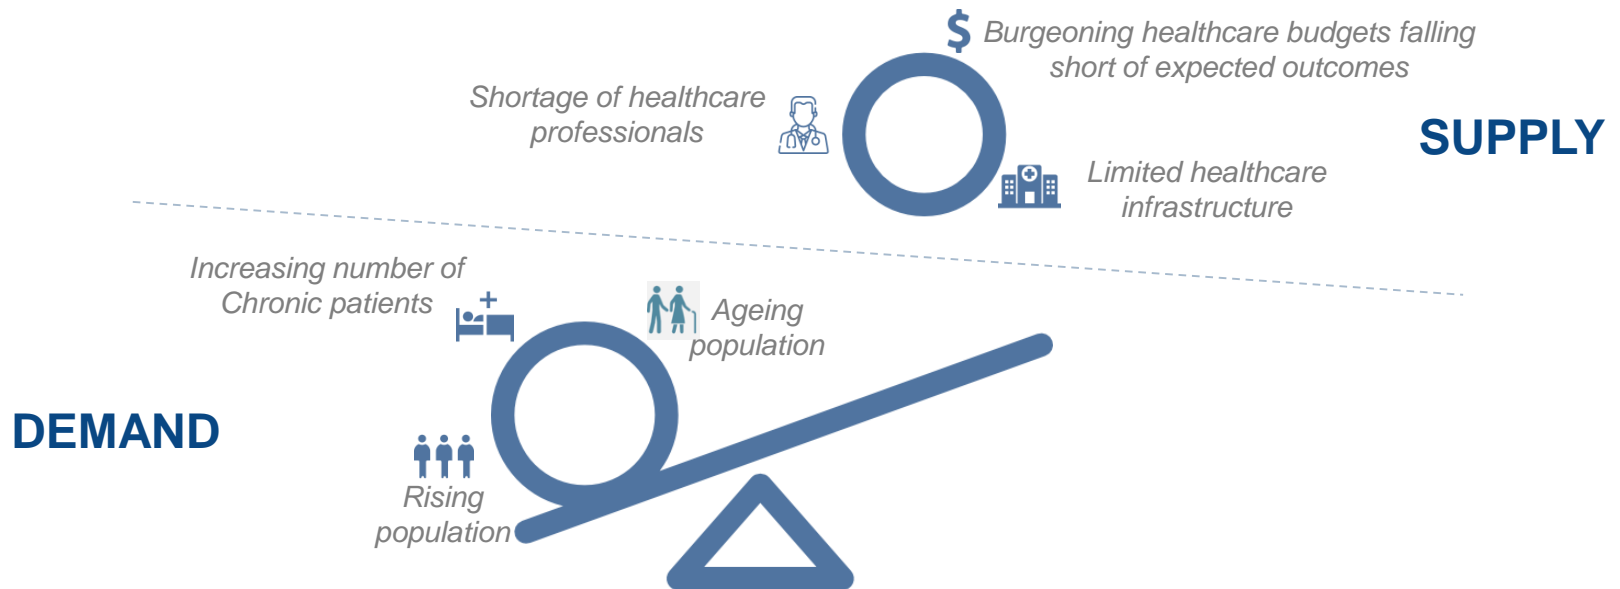 $ Burgeoning healthcare budgets falling
short of expected outcomes
Shortage of healthcare
professionals
SUPPLY
Limited healthcare
infrastructure
Increasing number of
Chronic patients
Ageing
population
DEMAND
Rising
population